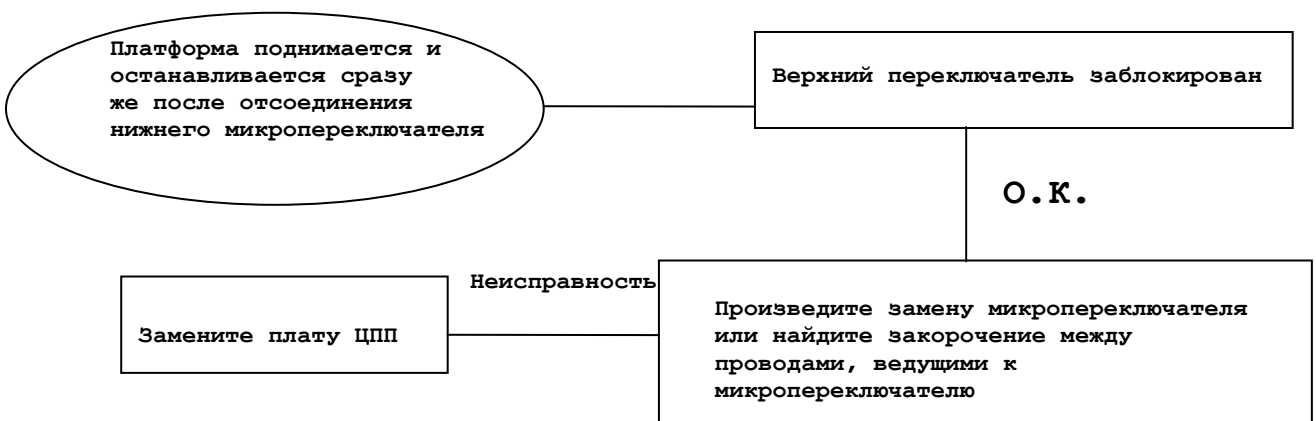 Платформа поднимается и
останавливается сразу
же после отсоединения
нижнего микропереключателя
Верхний переключатель заблокирован
О.К.
Неисправность
Замените плату ЦПП
Произведите замену микропереключателя
или найдите закорочение между
проводами, ведущими к
микропереключателю